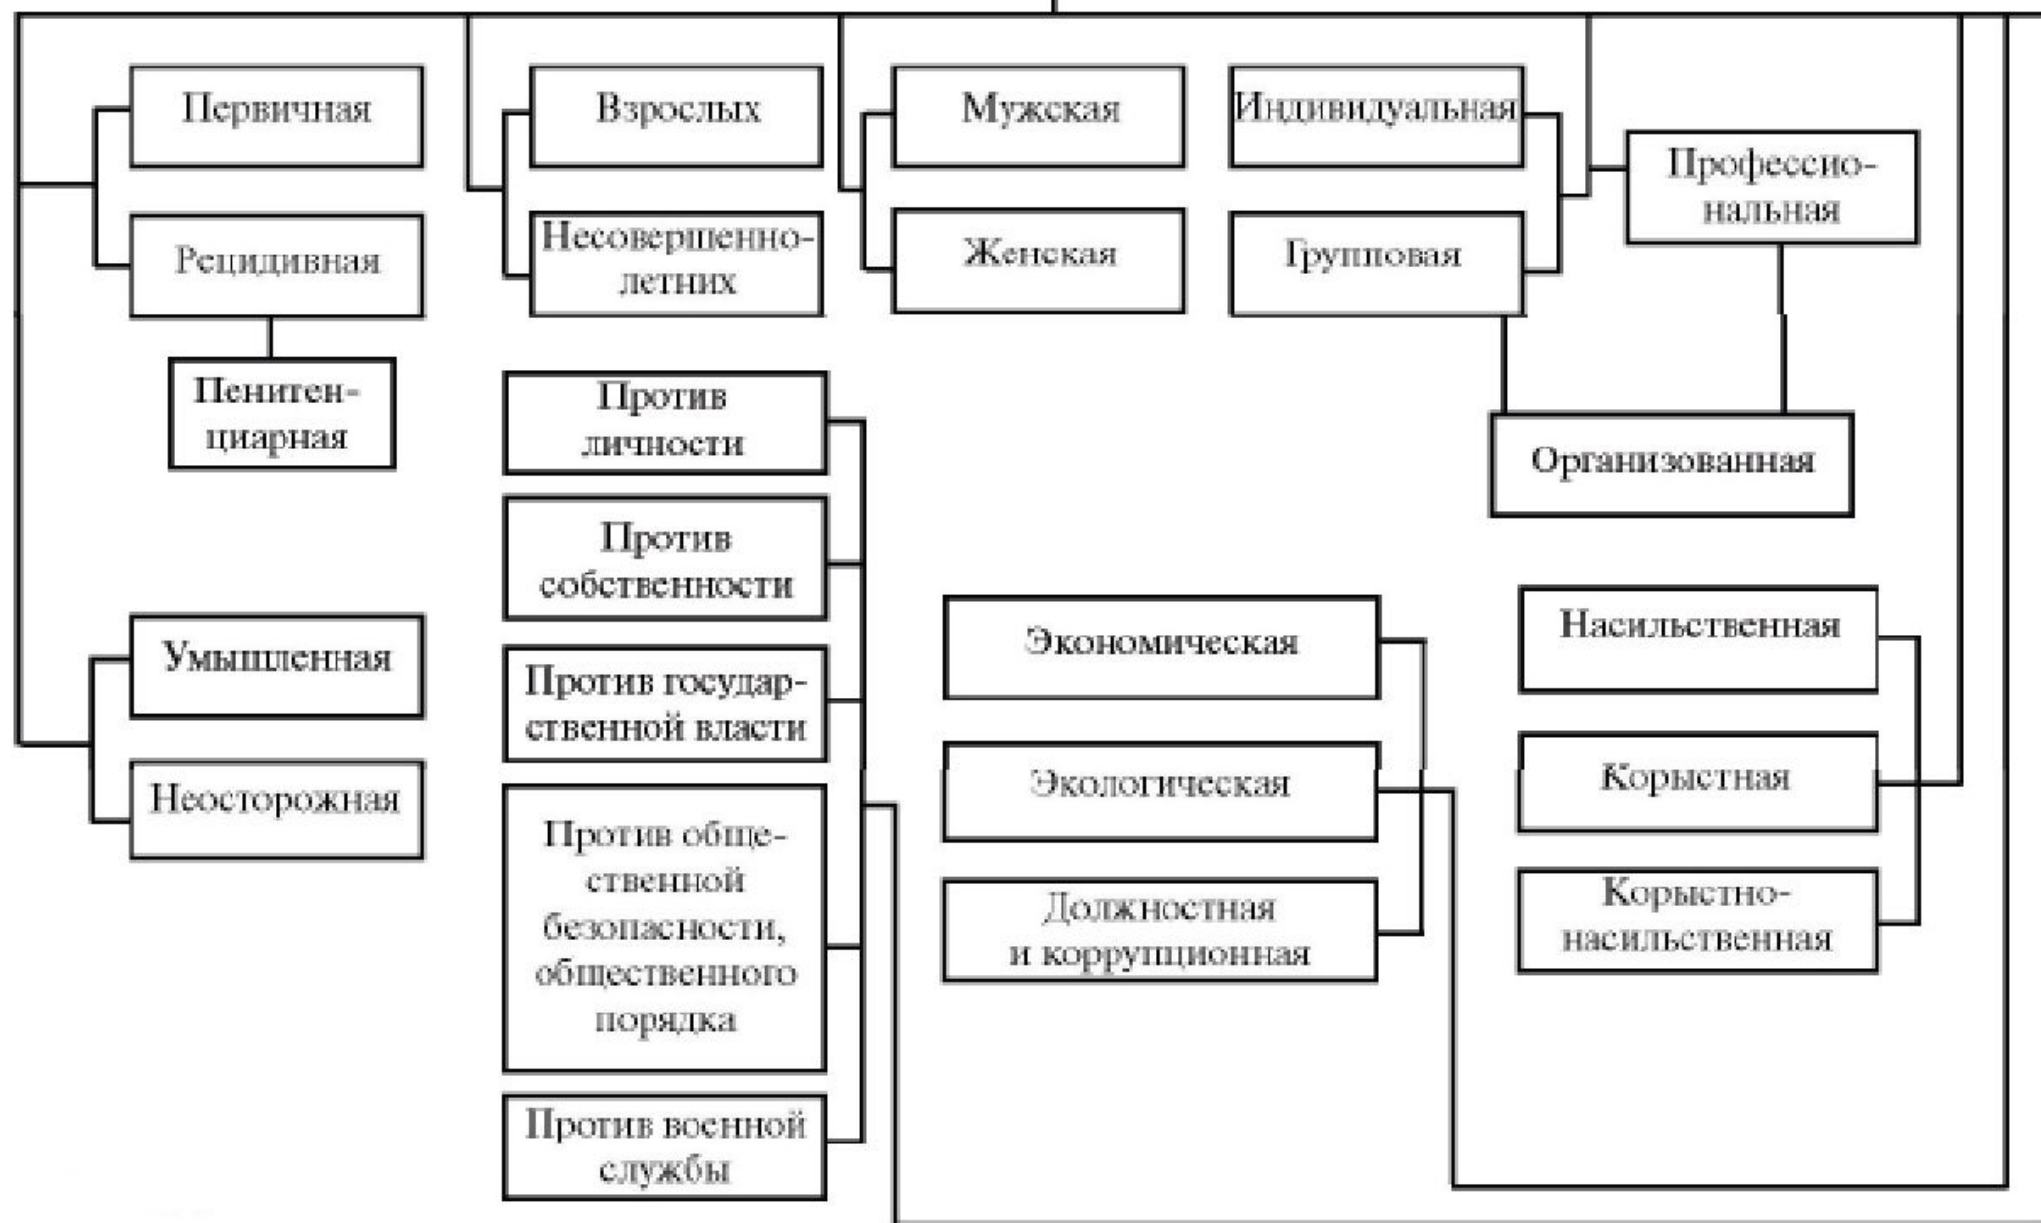 Первичная
Взрослых
Мужская
Индивидуальная
Профессио-
нальная
Рецидивная
Несовершенно-
летних
Женская
Групповая
Пенитен-
циарная
Против
личности
Организованная
Против
собственности
Умышленная
Против государ-
ственной власти
Экономическая
Насильственная
Неосторожная
Экологическая
Корыстная
Против обще-
ственной
безопасности,
общественного
порядка
Должностная
и коррупционная
Корыстно-
насильственная
Против военной
службы